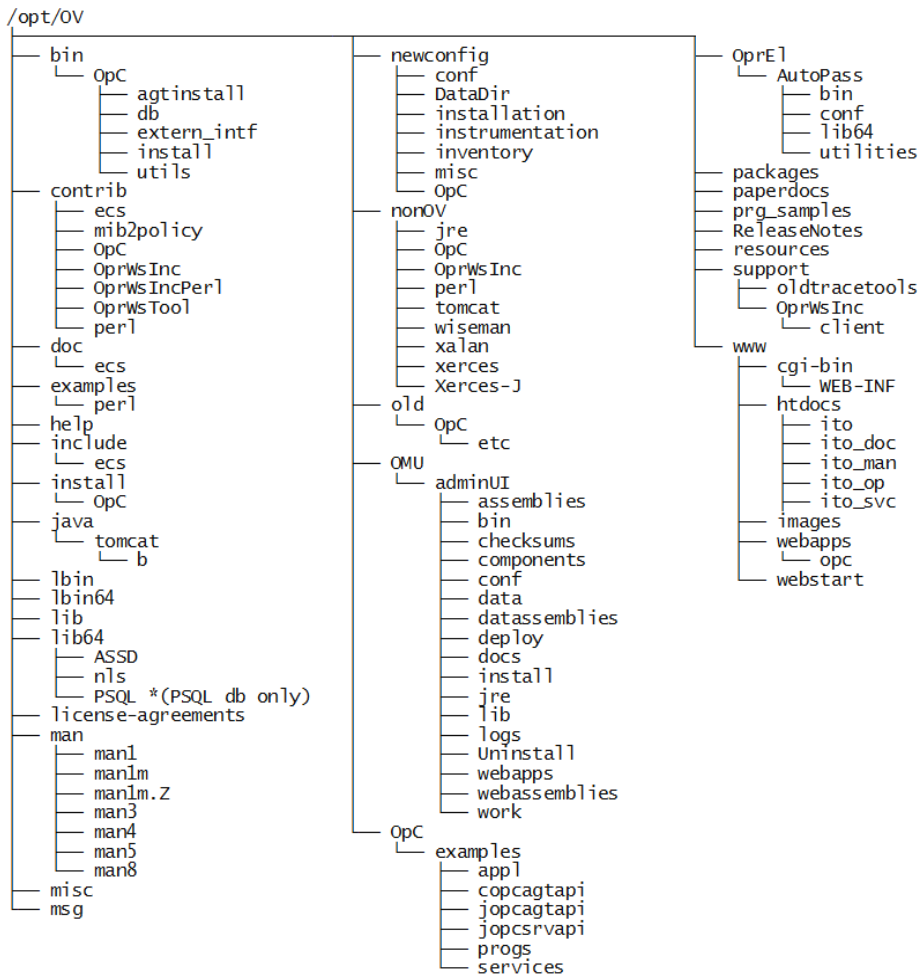 /opt/OV
bin
OpC
agtinstall
db
extern_intf
install
utils
contrib
ecs
mib2policy
OpC
OprWsInc
OprWsIncPerl
OprWsTool
perl
doc
ecs
examples
perl
help
include
ecs
install
OpC
java
tomcat
b
lbin
lbin64
lib
lib64
ASSD
nls
PSQL *(PSQL db only)
license-agreements
man
man1
man1m
man1m.Z
man3
man4
man5
man8
misc
msg
newconfig
conf
DataDir
installation
instrumentation
inventory
misc
OpC
nonOV
jre
OpC
OprWsInc
perl
tomcat
wiseman
xalan
xerces
Xerces-J
old
OpC
etc
OMU
adminUI
assemblies
bin
checksums
components
conf
data
datassemblies
deploy
docs
install
jre
lib
logs
Uninstall
webapps
webassemblies
work
OpC
examples
appl
copcagtapi
jopcagtapi
jopcsrvapi
progs
services
OprEl
AutoPass
bin
conf
lib64
utilities
packages
paperdocs
prg_samples
ReleaseNotes
resources
support
oldtracetools
OprWsInc
client
www
cgi-bin
WEB-INF
htdocs
ito
ito_doc
ito_man
ito_op
ito_svc
images
webapps
opc
webstart